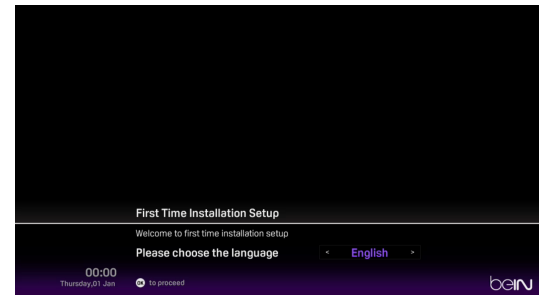 First Time Installation Setup
Welcome to first time installation setup
Please choose the language < English >
00:00
Thursday,01 Jan
OK to proceed
beIN